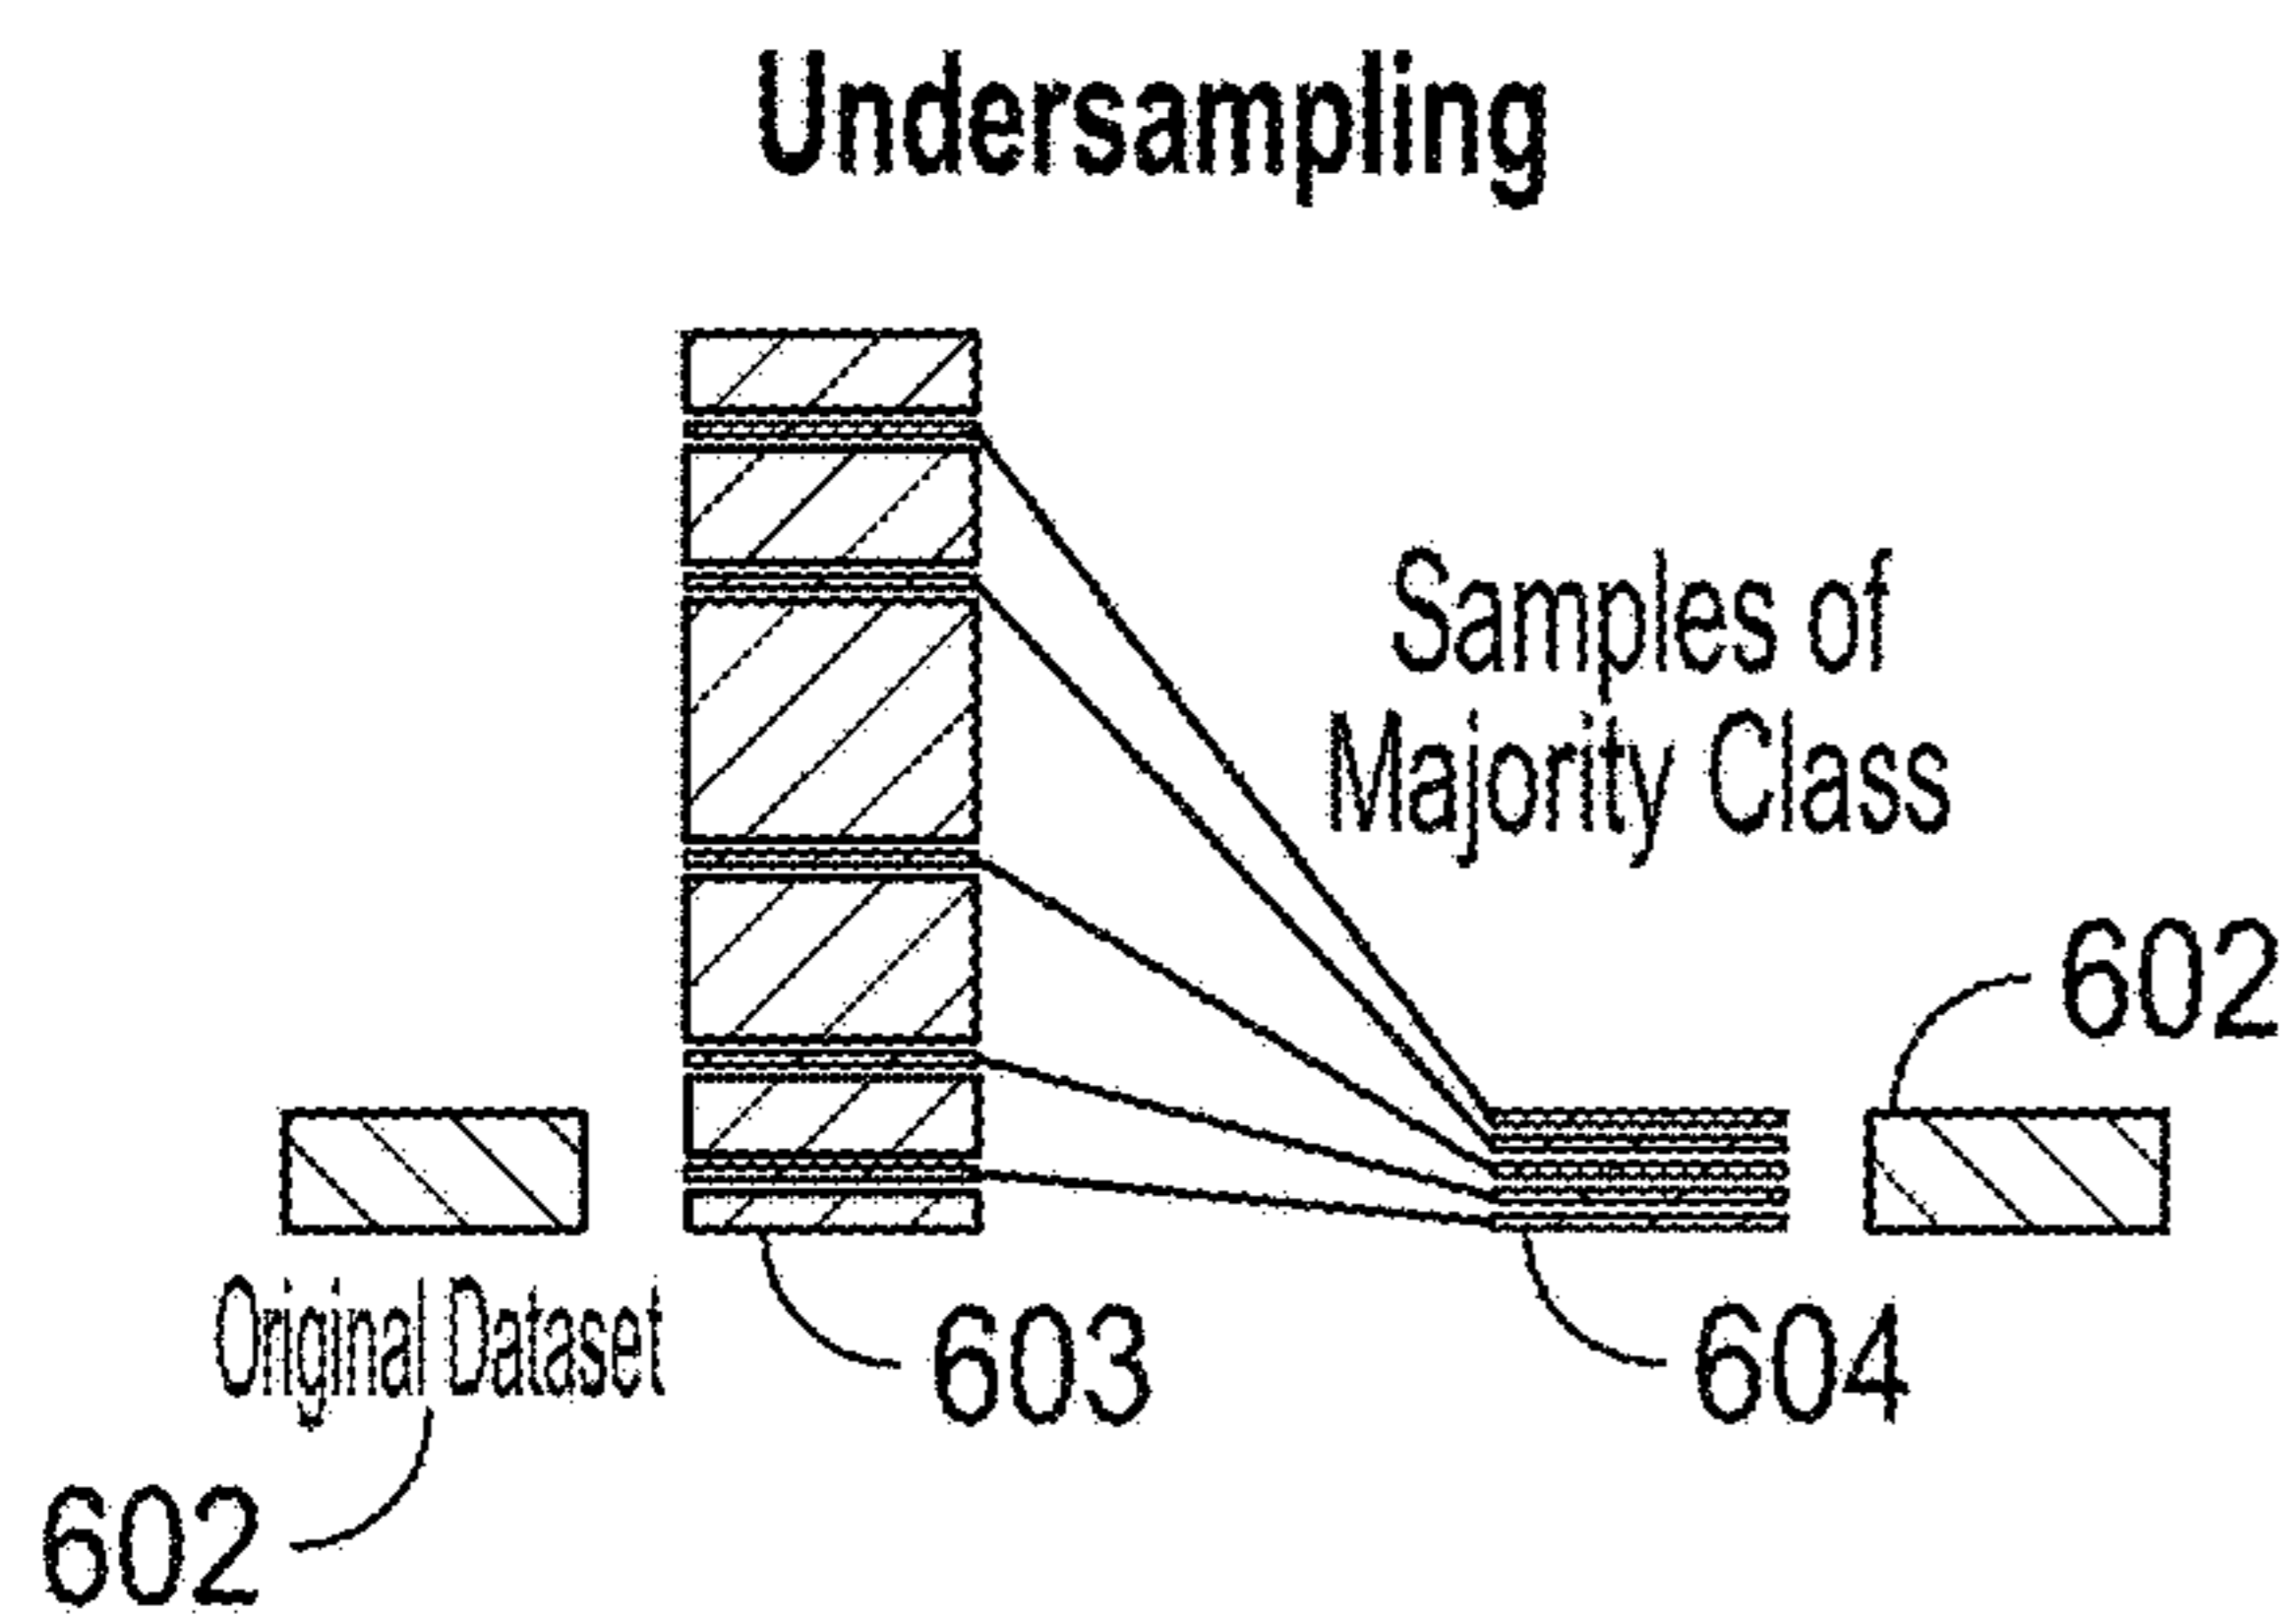 Undersampling
Samples of
Majority Class
602
Original Dataset
603
604
602